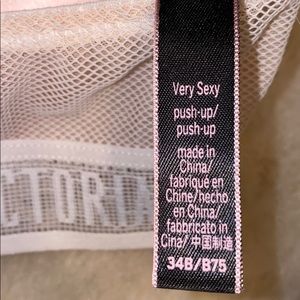 Very Sexy
push-up/
push-up
made in
China/
fabriqué en
Chine/hecho
en China/
fabbricato in
Cina/ 中国制造
34B/B75
CTORIA